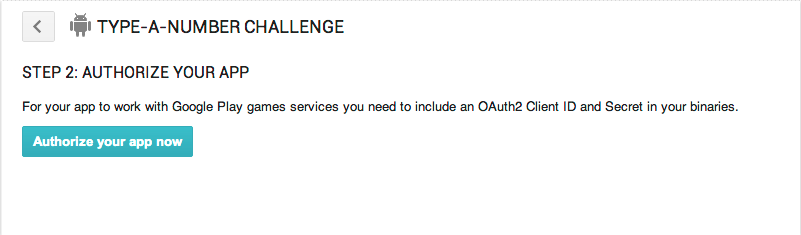 TYPE-A-NUMBER CHALLENGE
STEP 2: AUTHORIZE YOUR APP
For your app to work with Google Play games services you need to include an OAuth2 Client ID and Secret in your binaries.
Authorize your app now